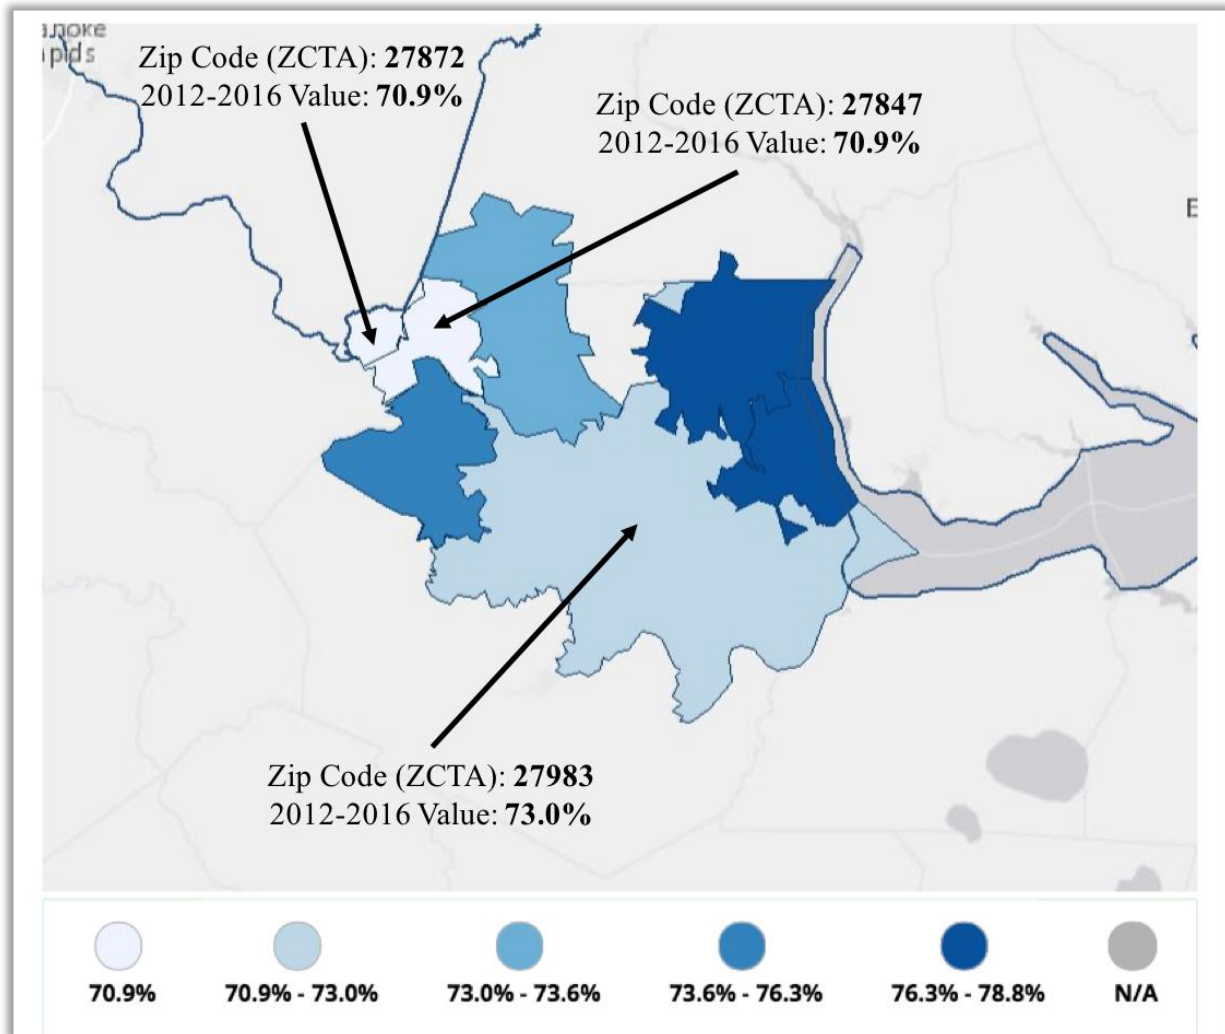 Zip Code (ZCTA): 27872
2012-2016 Value: 70.9%
Zip Code (ZCTA): 27847
2012-2016 Value: 70.9%
Zip Code (ZCTA): 27983
2012-2016 Value: 73.0%
70.9%
70.9% - 73.0%
73.0% - 73.6%
73.6% - 76.3%
76.3% - 78.8%
N/A